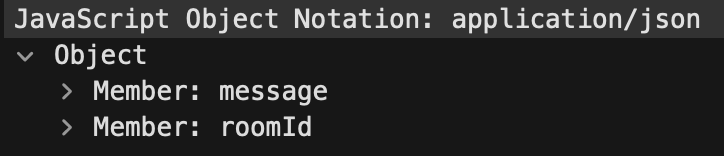 JavaScript Object Notation: application/json
Object
Member: message
Member: roomId